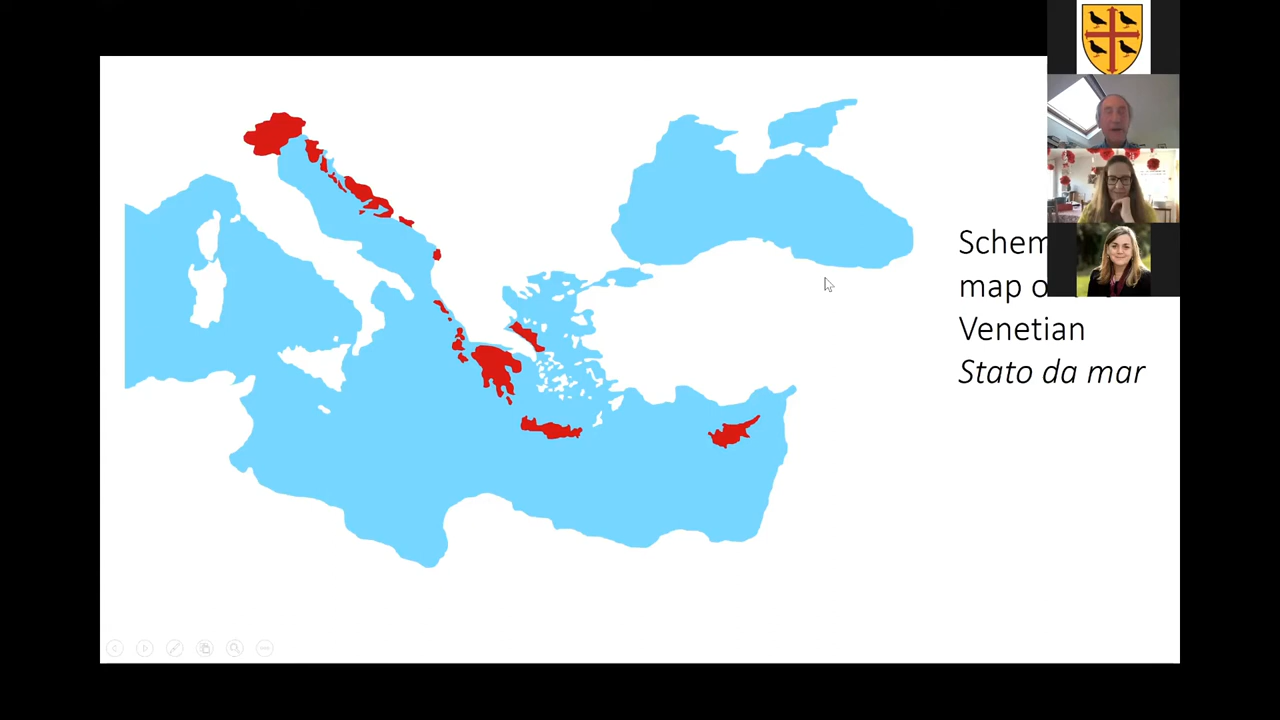 Schem
map o
Venetian
Stato da mar